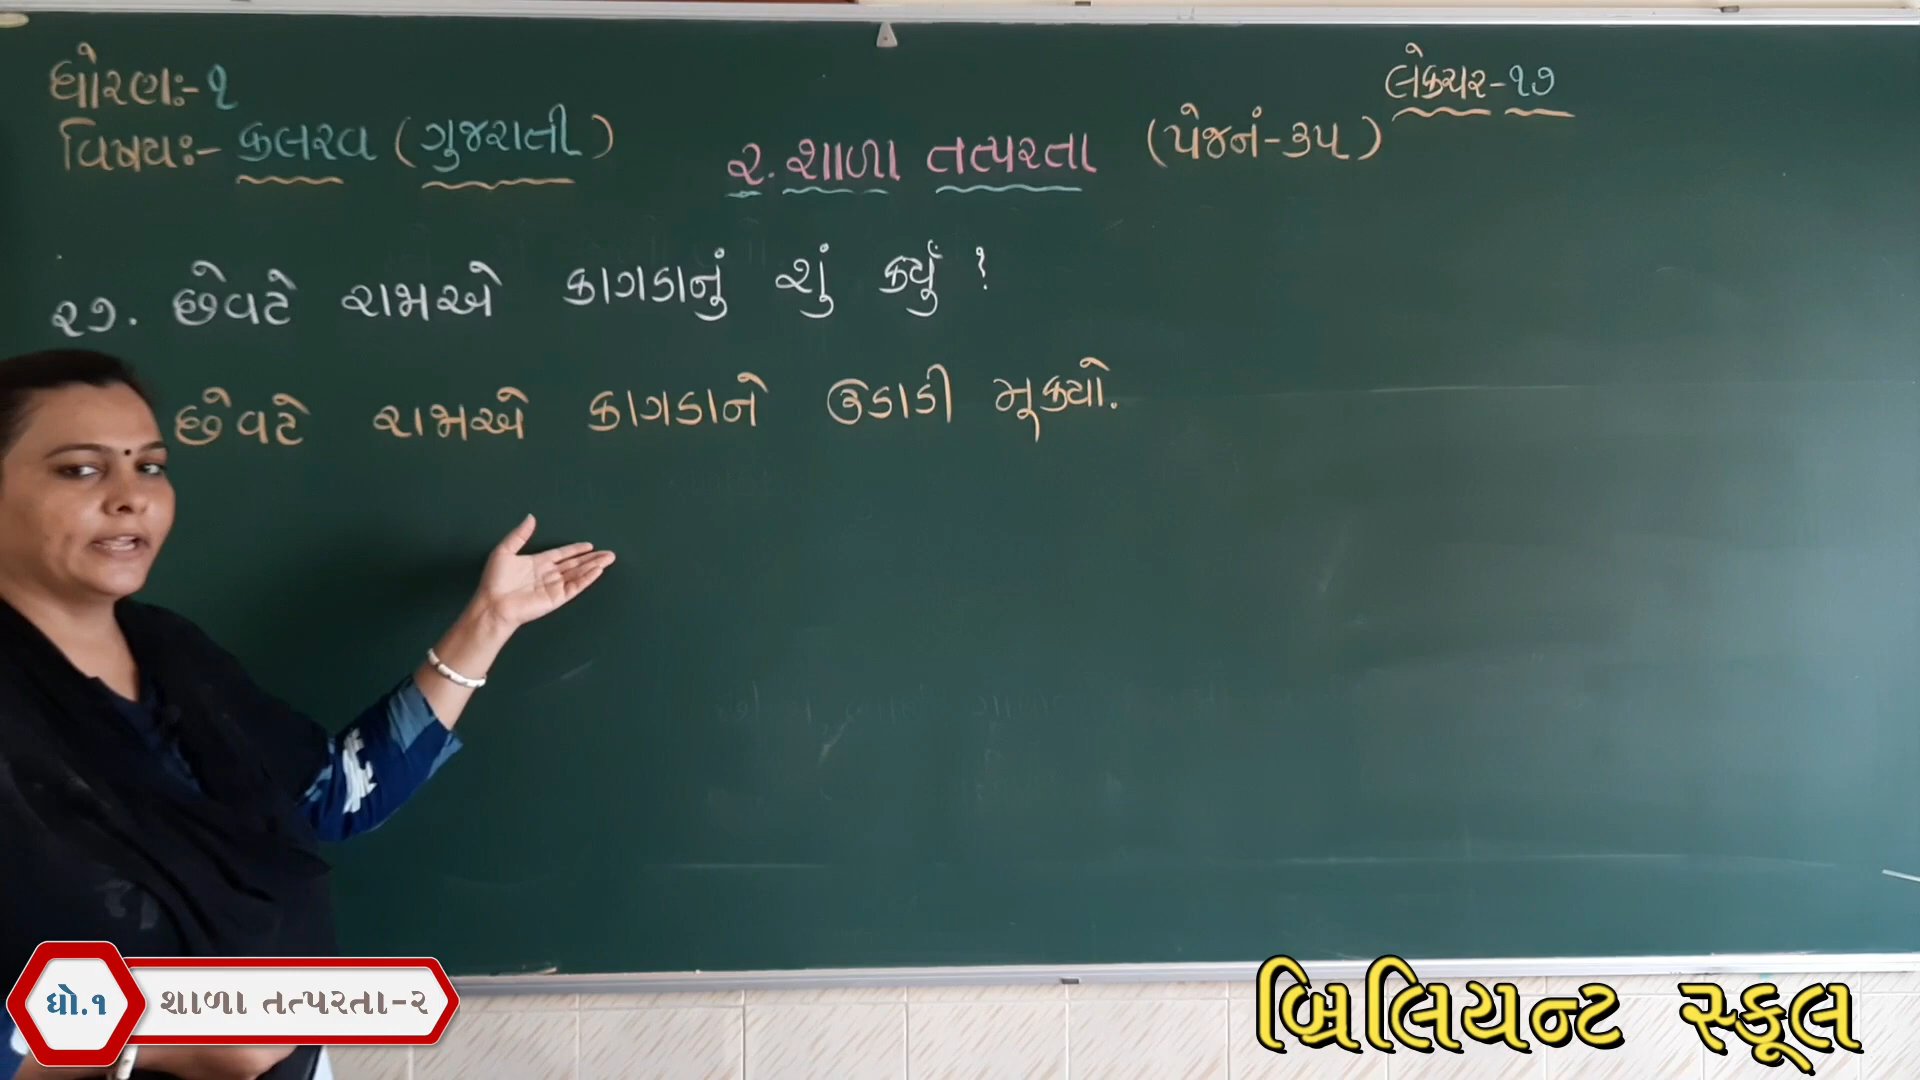 ધોરણઃ-૧
વિષયઃ- કલરવ (ગુજરાતી)
૨. શાળા તત્પરતા (પેજનં-૩૫)
લેક્ચર-૧૭
૨૭. છેવટે રામએ કાગડાનું શું કર્યું ?
છેવટે રામએ કાગડાને ઉડાડી મૂક્યો.
ધો.૧ શાળા તત્પરતા-૨
બ્રિલિયન્ટ સ્કૂલ